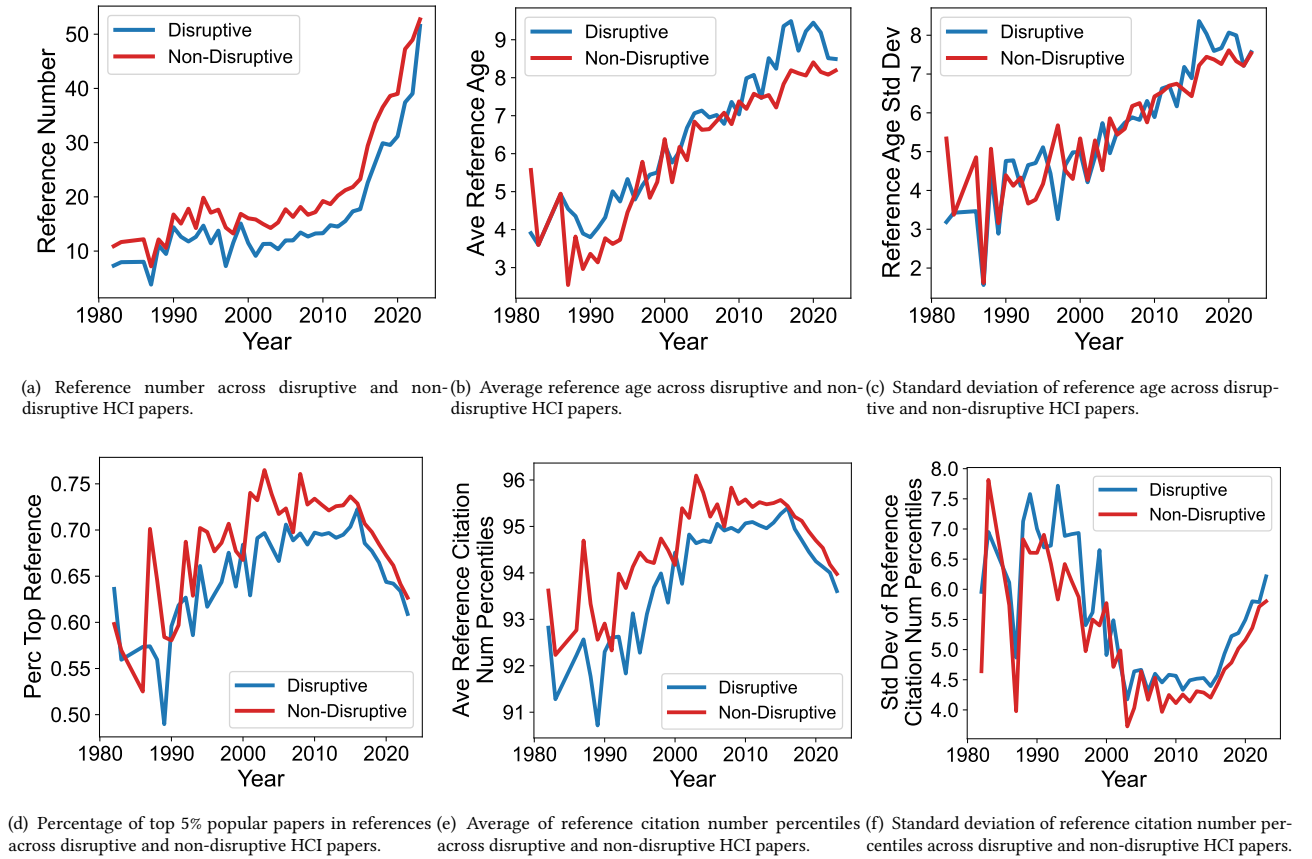 Reference Number
50
40
30
20
10
Disruptive
Non-Disruptive
1980 1990 2000 2010 2020
Year
Ave Reference Age
9
8
7
6
5
4
3
Disruptive
Non-Disruptive
1980 1990 2000 2010 2020
Year
Reference Age Std Dev
8
7
6
5
4
3
2
Disruptive
Non-Disruptive
1980 1990 2000 2010 2020
Year
(a) Reference number across disruptive and non-
disruptive HCI papers.
(b) Average reference age across disruptive and non-
disruptive HCI papers.
(c) Standard deviation of reference age across disrup-
tive and non-disruptive HCI papers.
Perc Top Reference
0.75
0.70
0.65
0.60
0.55
0.50
Disruptive
Non-Disruptive
1980 1990 2000 2010 2020
Year
Ave Reference Citation
Num Percentiles
96
95
94
93
92
91
Disruptive
Non-Disruptive
1980 1990 2000 2010 2020
Year
Std Dev of Reference
Citation Num Percentiles
8.0
7.5
7.0
6.5
6.0
5.5
5.0
4.5
4.0
Disruptive
Non-Disruptive
1980 1990 2000 2010 2020
Year
(d) Percentage of top 5% popular papers in references
across disruptive and non-disruptive HCI papers.
(e) Average of reference citation number percentiles
across disruptive and non-disruptive HCI papers.
(f) Standard deviation of reference citation number per-
centiles across disruptive and non-disruptive HCI papers.